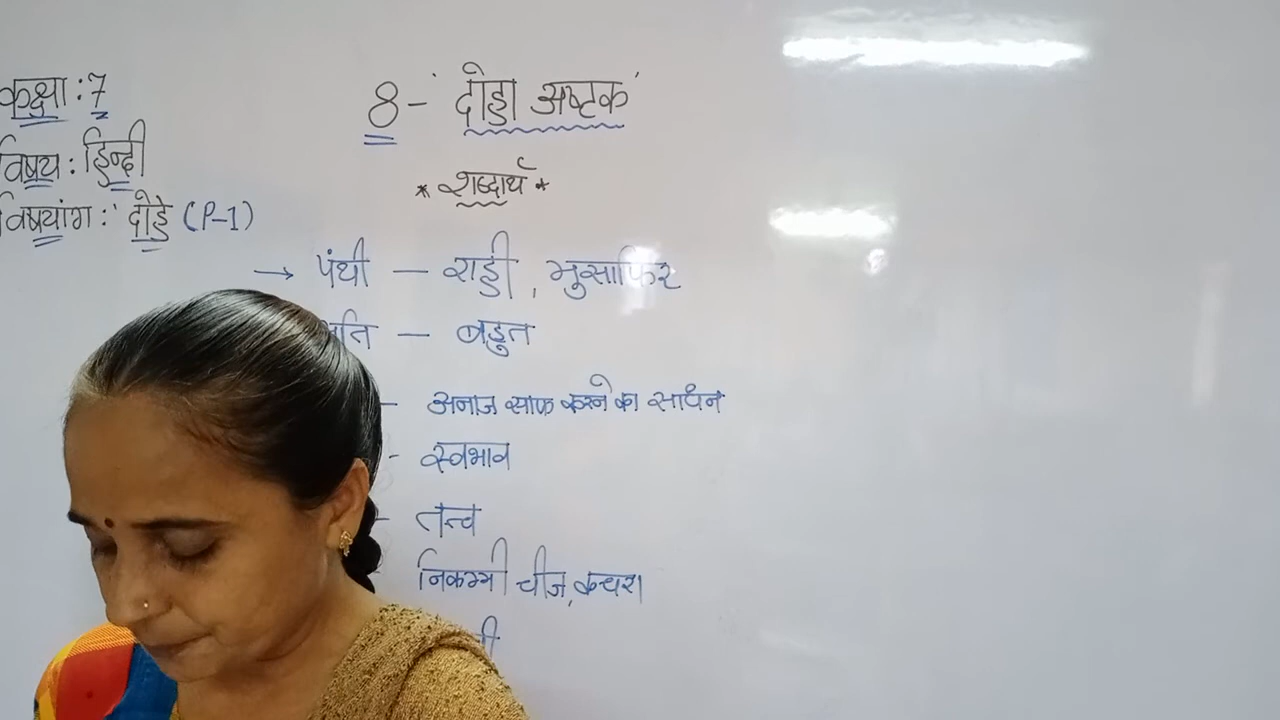 कक्षा : 7
विषय : हिन्दी
विषयांग : दोहे (P-1)
8 - 'दोहा अष्टक'
* शब्दार्थ *
→ पंथी — राही, मुसाफिर
— बहुत
- अनाज साफ करने का साधन
- स्वभाव
- तत्त्व
निकम्मी चीज, कचरा